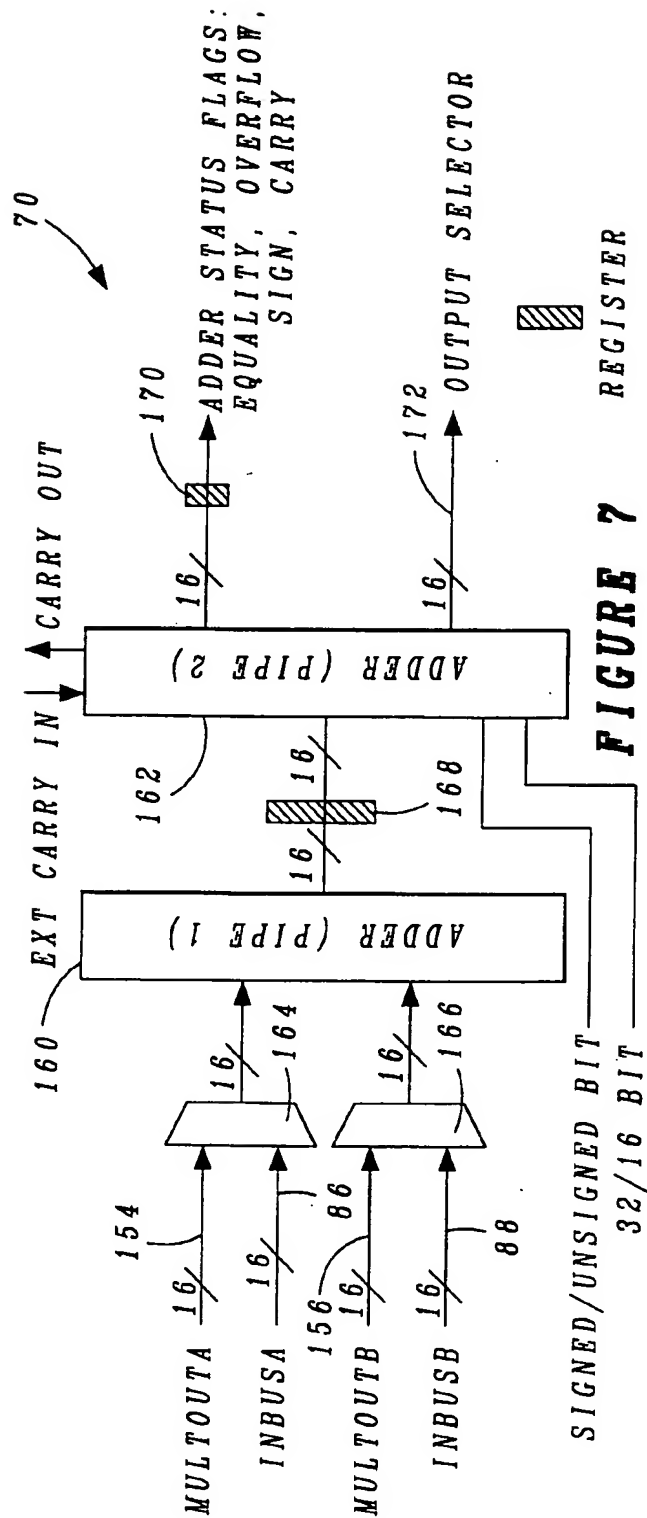 70
EXT CARRY IN
CARRY OUT
160
162
170
ADDER STATUS FLAGS:
EQUALITY, OVERFLOW,
SIGN, CARRY
MULTOUTA
16
154
16
164
ADDER (PIPE 1)
16
16
168
ADDER (PIPE 2)
16
INBUSA
16
86
MULTOUTB
156
16
16
166
16
172
OUTPUT SELECTOR
INBUSB
16
88
SIGNED/UNSIGNED BIT
32/16 BIT
REGISTER
FIGURE 7